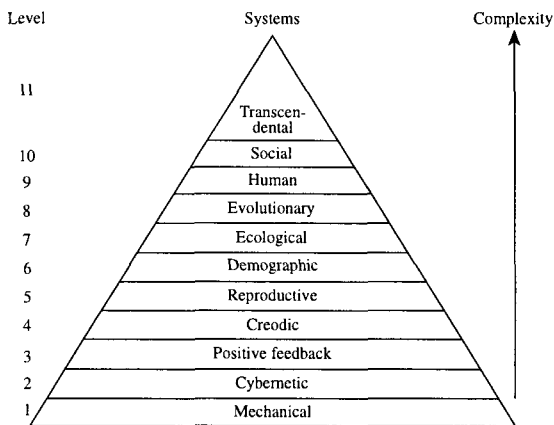 Level Systems Complexity
11
Transcen-
dental
10 Social
9 Human
8 Evolutionary
7 Ecological
6 Demographic
5 Reproductive
4 Creodic
3 Positive feedback
2 Cybernetic
1 Mechanical